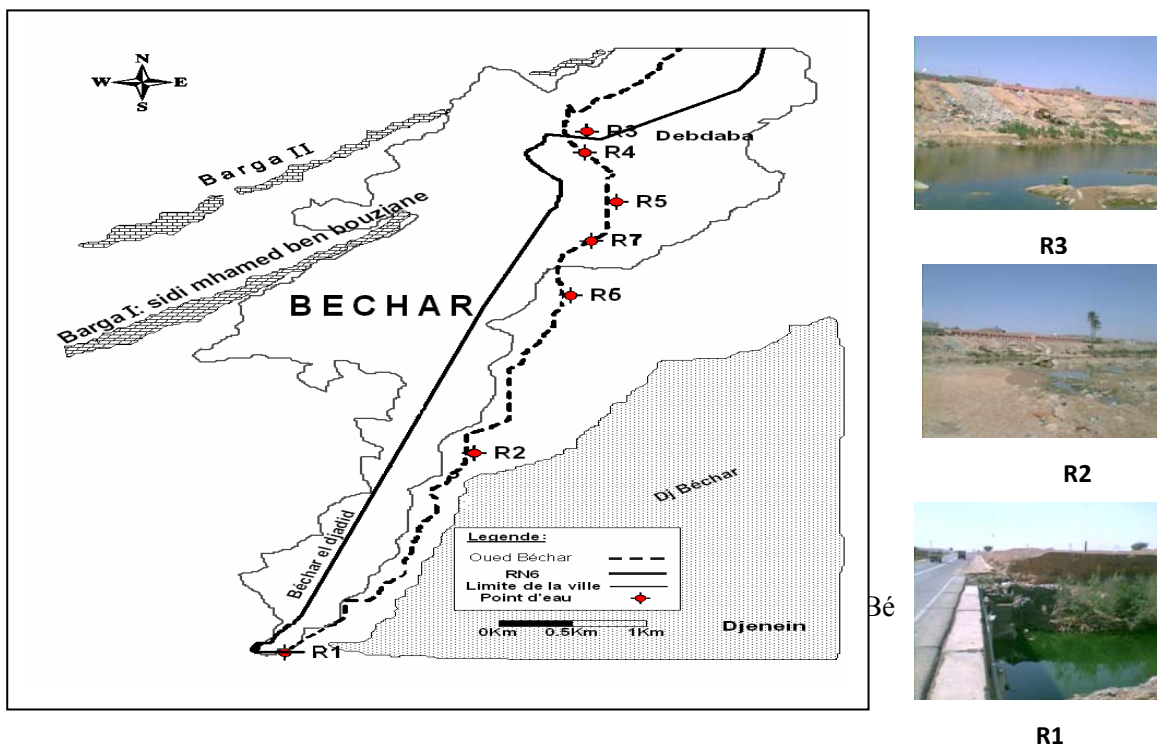 N
W E
S
Barga II
Barga I: sidi mhamed ben bouziane
BECHAR
Debdaba
R3
R4
R5
R7
R6
R2
Béchar el djadid
Dj Béchar
Legende:
Oued Béchar
RN6
Limite de la ville
Point d'eau
0Km 0.5Km 1Km
Djenein
R1
Bé
R3
R2
R1